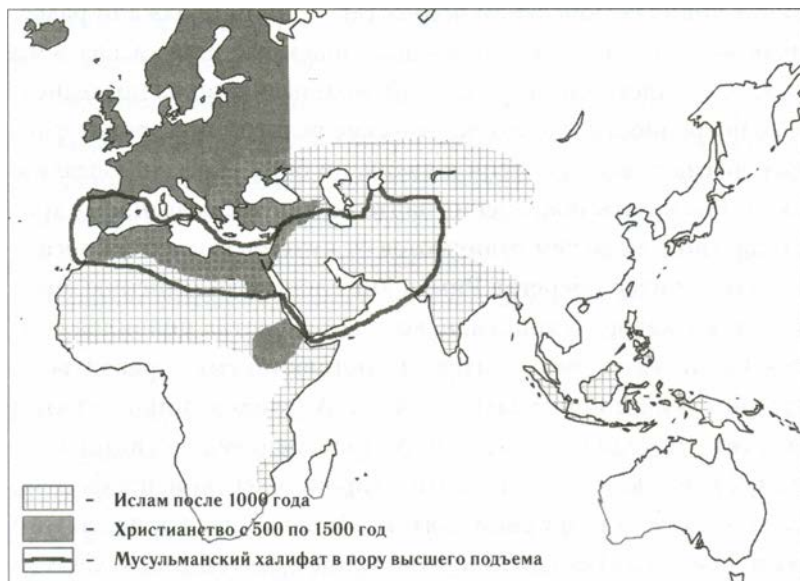 – Ислам после 1000 года
– Христианство с 500 по 1500 год
– Мусульманский халифат в пору высшего подъема